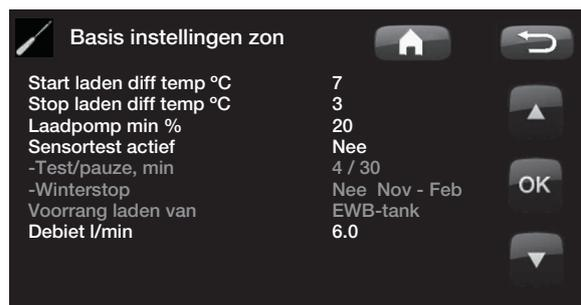 Basis instellingen zon
Start laden diff temp ºC 7
Stop laden diff temp ºC 3
Laadpomp min % 20
Sensortest actief Nee
-Test/pauze, min 4 / 30
-Winterstop Nee Nov - Feb
Voorrang laden van EWB-tank
Debiet l/min 6.0
OK